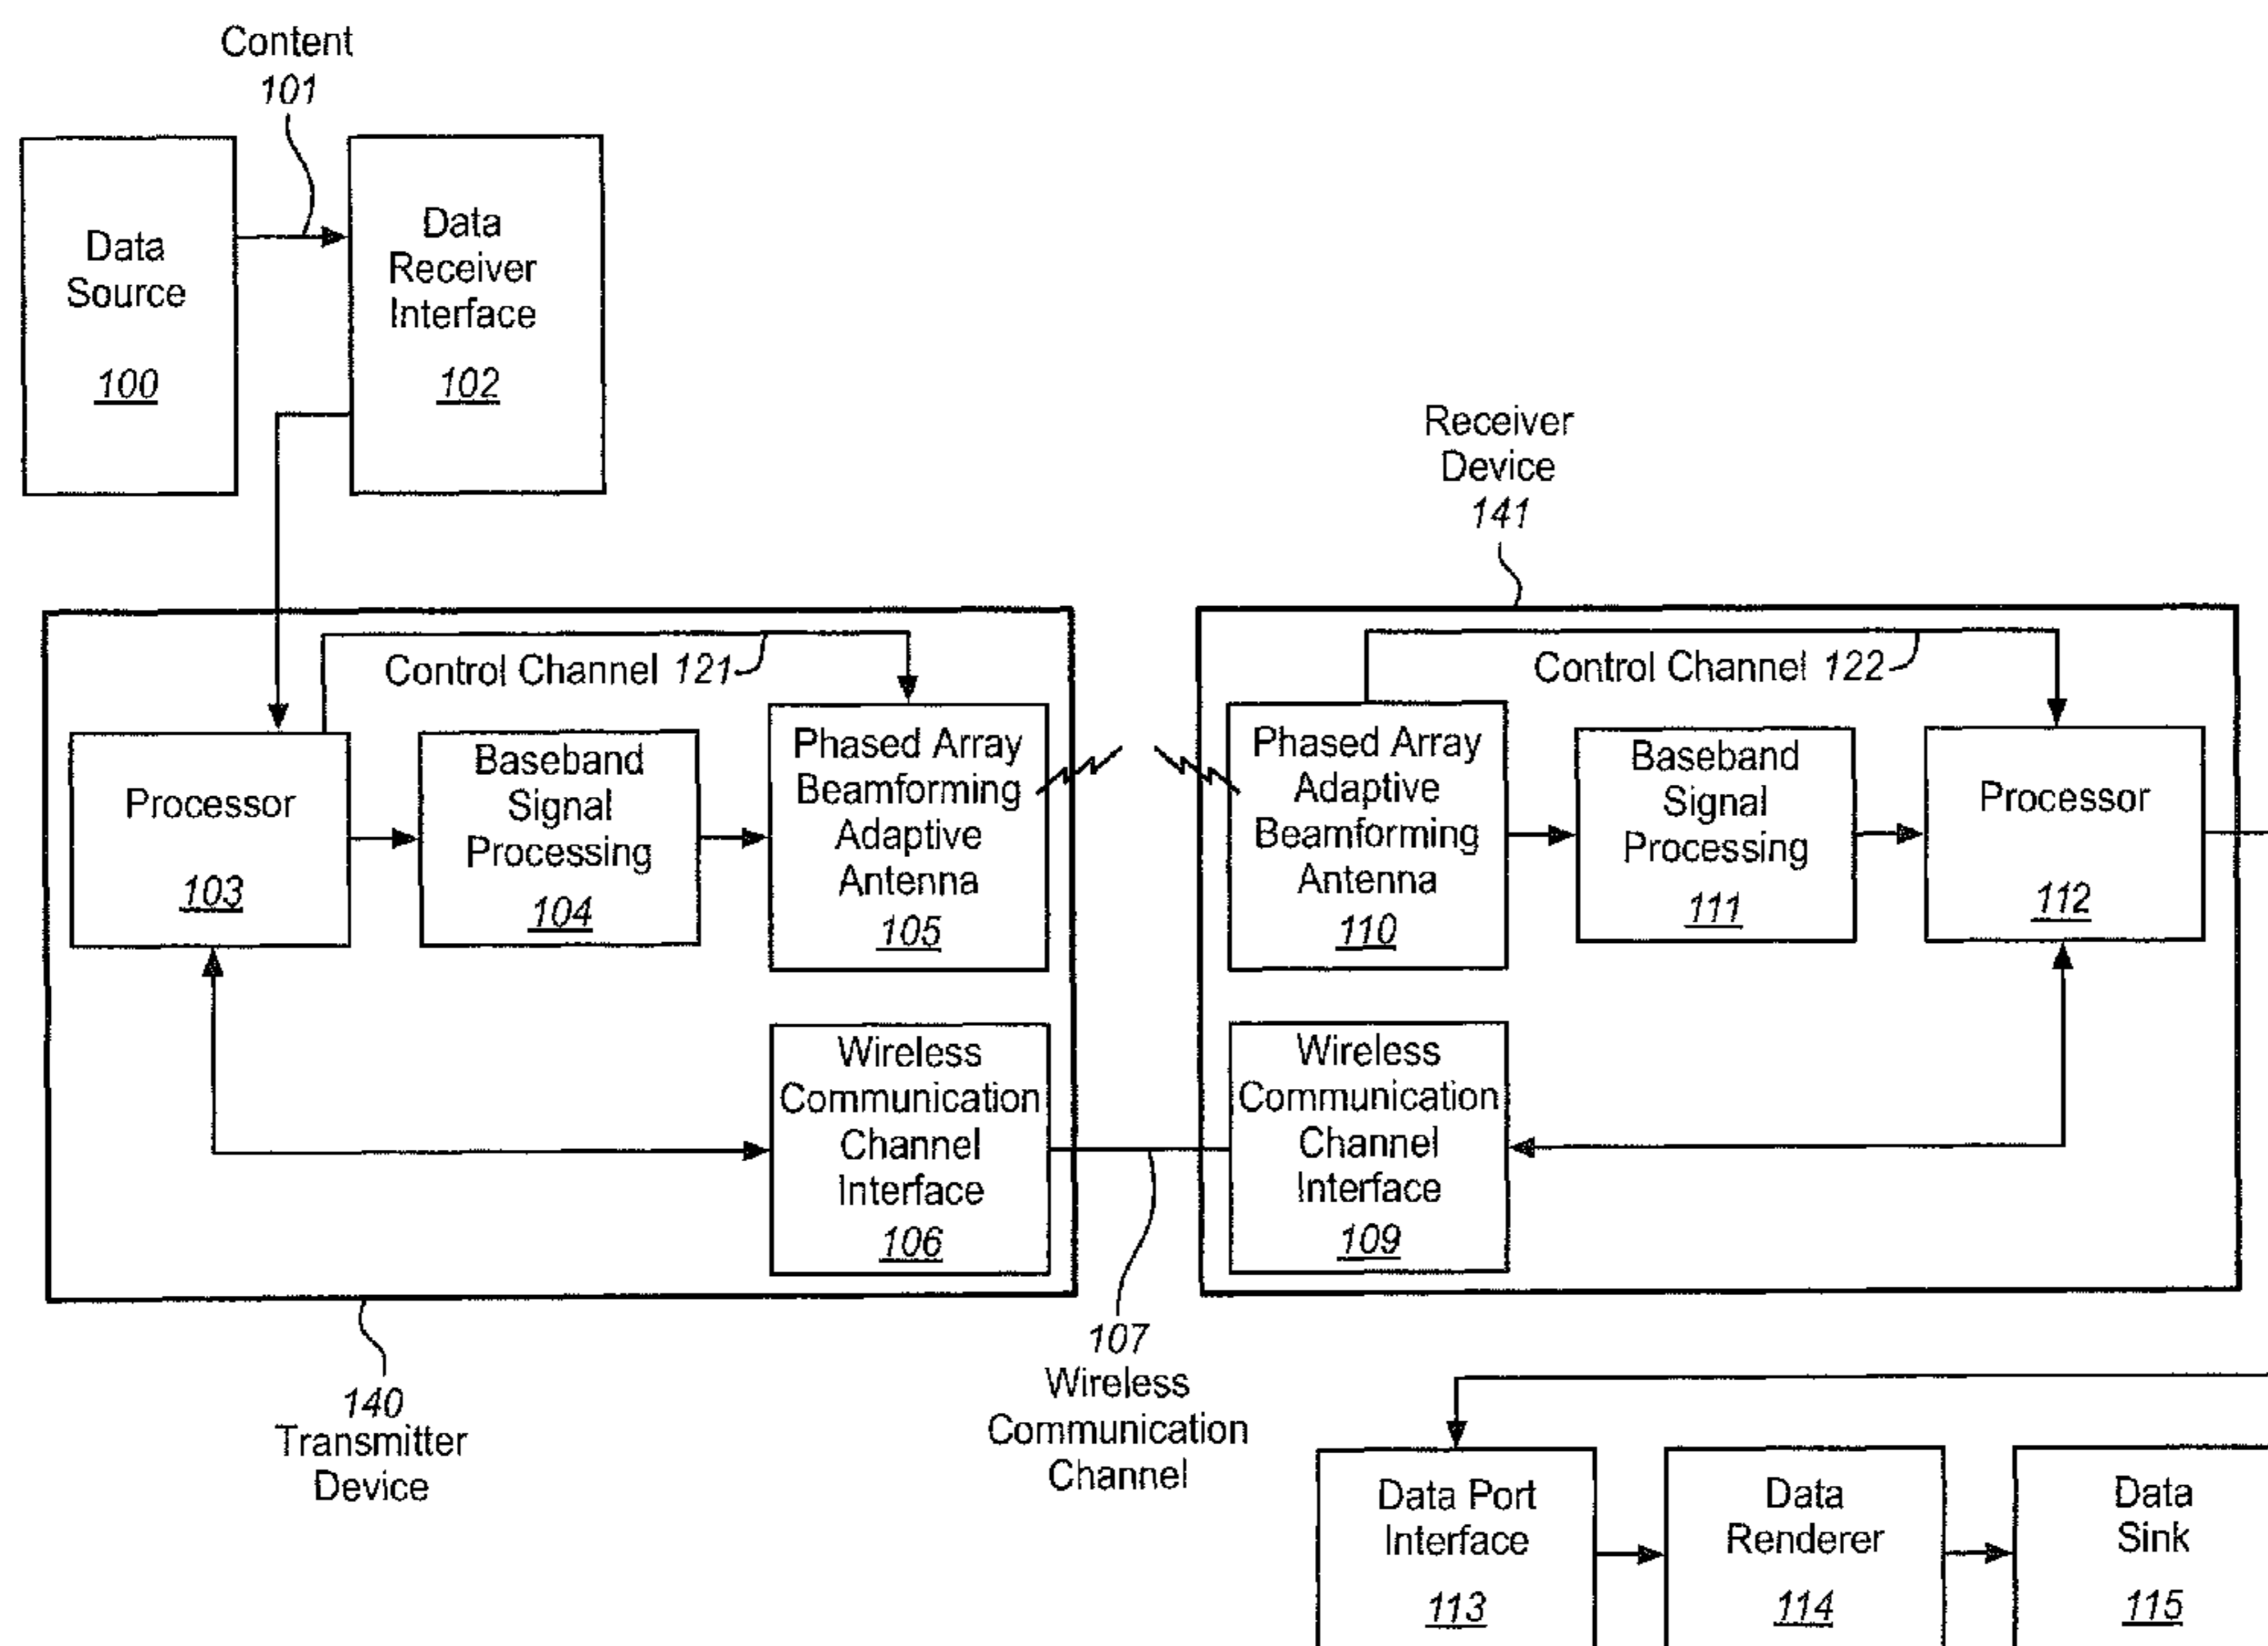 Content
101
Data
Source
100
Data
Receiver
Interface
102
Receiver
Device
141
Control Channel 121
Processor
103
Baseband
Signal
Processing
104
Phased Array
Beamforming
Adaptive
Antenna
105
Wireless
Communication
Channel
Interface
106
Control Channel 122
Phased Array
Adaptive
Beamforming
Antenna
110
Baseband
Signal
Processing
111
Processor
112
Wireless
Communication
Channel
Interface
109
140
Transmitter
Device
107
Wireless
Communication
Channel
Data Port
Interface
113
Data
Renderer
114
Data
Sink
115